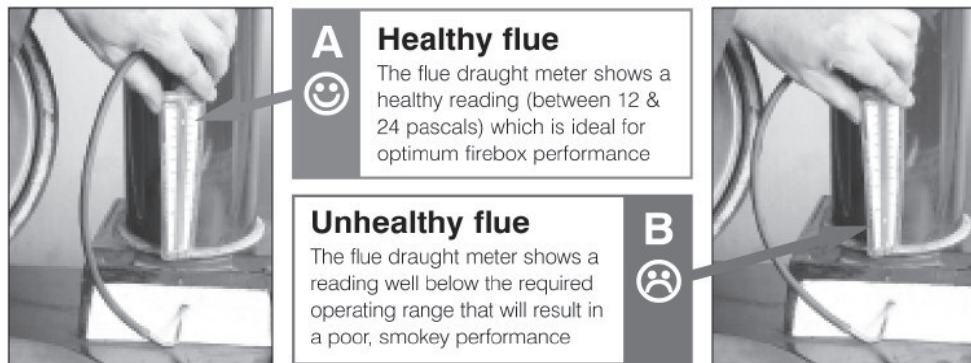 A
Healthy flue
The flue draught meter shows a
healthy reading (between 12 &
24 pascals) which is ideal for
optimum firebox performance
Unhealthy flue
The flue draught meter shows a
reading well below the required
operating range that will result in
a poor, smokey performance
B